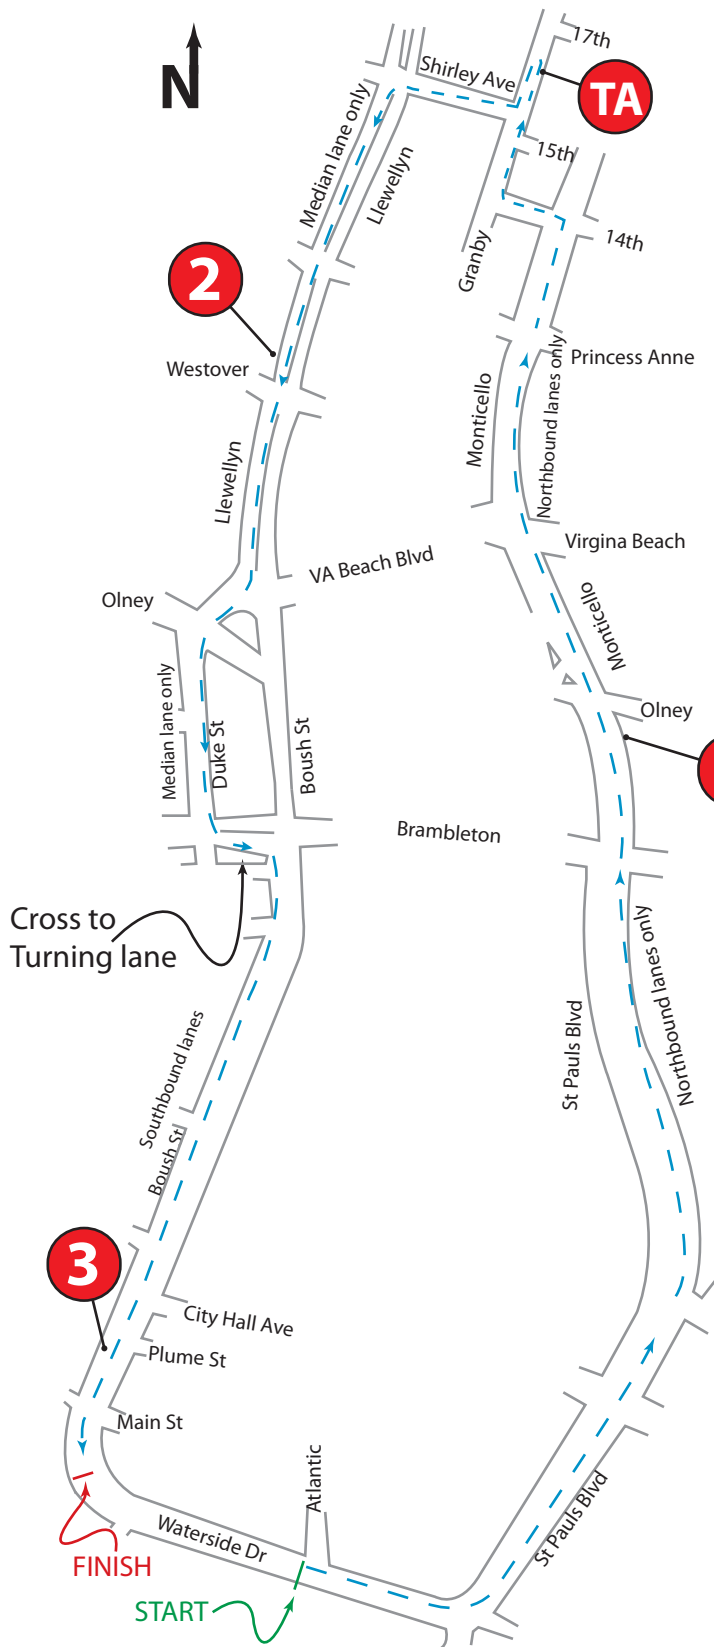 17th
Shirley Ave
N
TA
Median lane only
15th
Llewellyn
14th
Granby
2
Princess Anne
Westover
Northbound lanes only
Monticello
Llewellyn
Virgina Beach
VA Beach Blvd
Olney
Monticello
Median lane only
Duke St
Boush St
Olney
Brambleton
Cross to
Turning lane
Northbound lanes only
St Pauls Blvd
Southbound lanes
Boush St
3
City Hall Ave
Plume St
Main St
Atlantic
Waterside Dr
St Pauls Blvd
FINISH
START